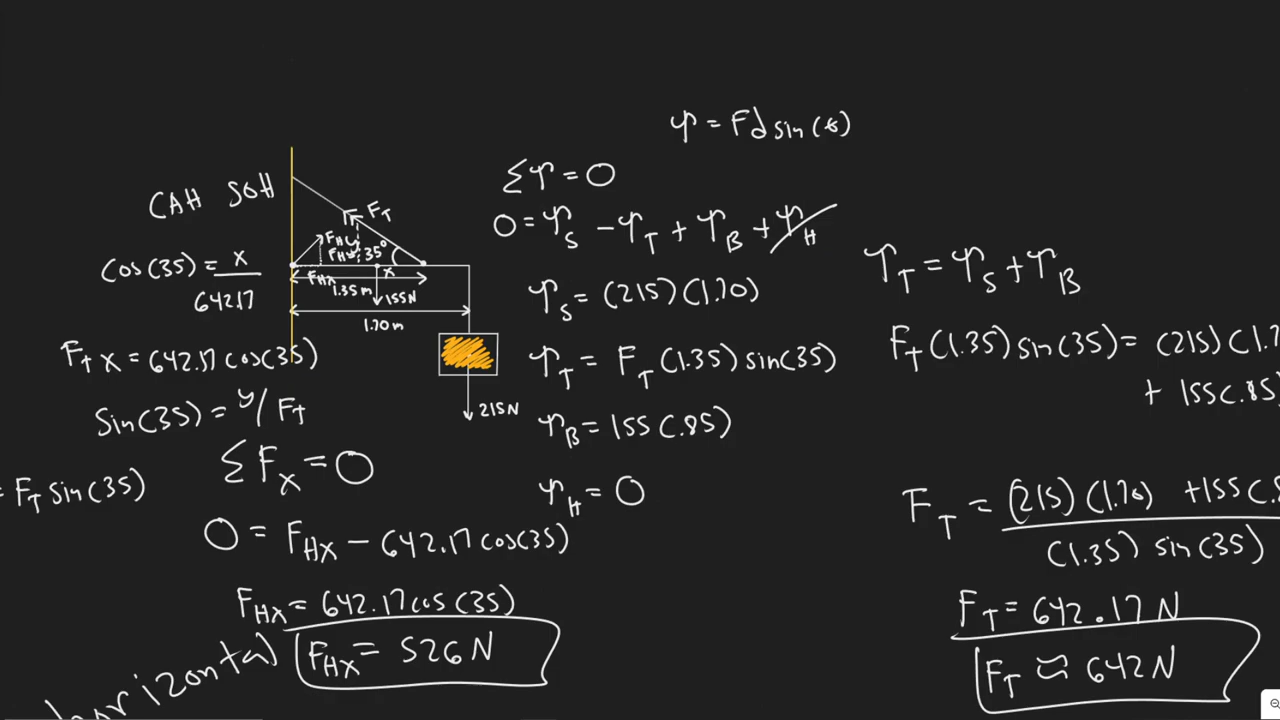 φ = Fd sin(θ)
Στ = 0
0 = τ_S - τ_T + τ_B + τ_H
CAH SOH
F_T
F_Hy
35°
F_Hx
x
1.35m
155N
1.70m
215N
cos(35) = x / 642.17
F_T x = 642.17 cos(35)
Sin(35) = y / F_T
= F_T Sin(35)
ΣF_x = 0
0 = F_Hx - 642.17 cos(35)
F_Hx = 642.17 cos (35)
F_Hx = 526 N
horizontal
τ_S = (215)(1.70)
τ_T = F_T (1.35) sin(35)
τ_B = 155 (.85)
τ_H = 0
τ_T = τ_S + τ_B
F_T (1.35) sin(35) = (215)(1.7
+ 155(.85)
F_T = (215)(1.70) + 155(.8 / (1.35) sin(35)
F_T = 642.17 N
F_T ≈ 642 N